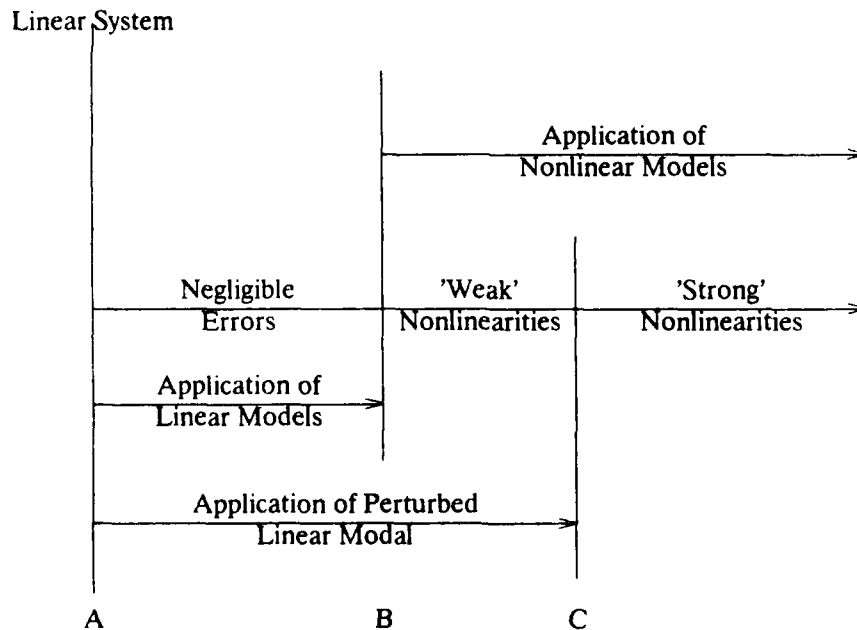 Linear System
Application of
Nonlinear Models
Negligible
Errors
'Weak'
Nonlinearities
'Strong'
Nonlinearities
Application of
Linear Models
Application of Perturbed
Linear Modal
A
B
C